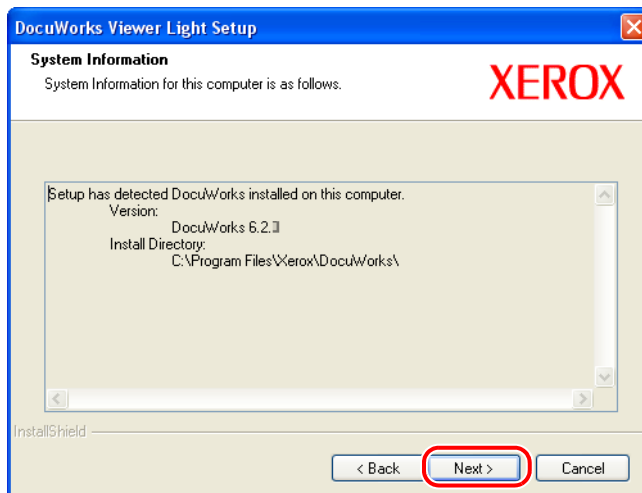 DocuWorks Viewer Light Setup
System Information
System Information for this computer is as follows.
XEROX
Setup has detected DocuWorks installed on this computer.
Version:
DocuWorks 6.2.
Install Directory:
C:\Program Files\Xerox\DocuWorks\
InstallShield
< Back
Next >
Cancel